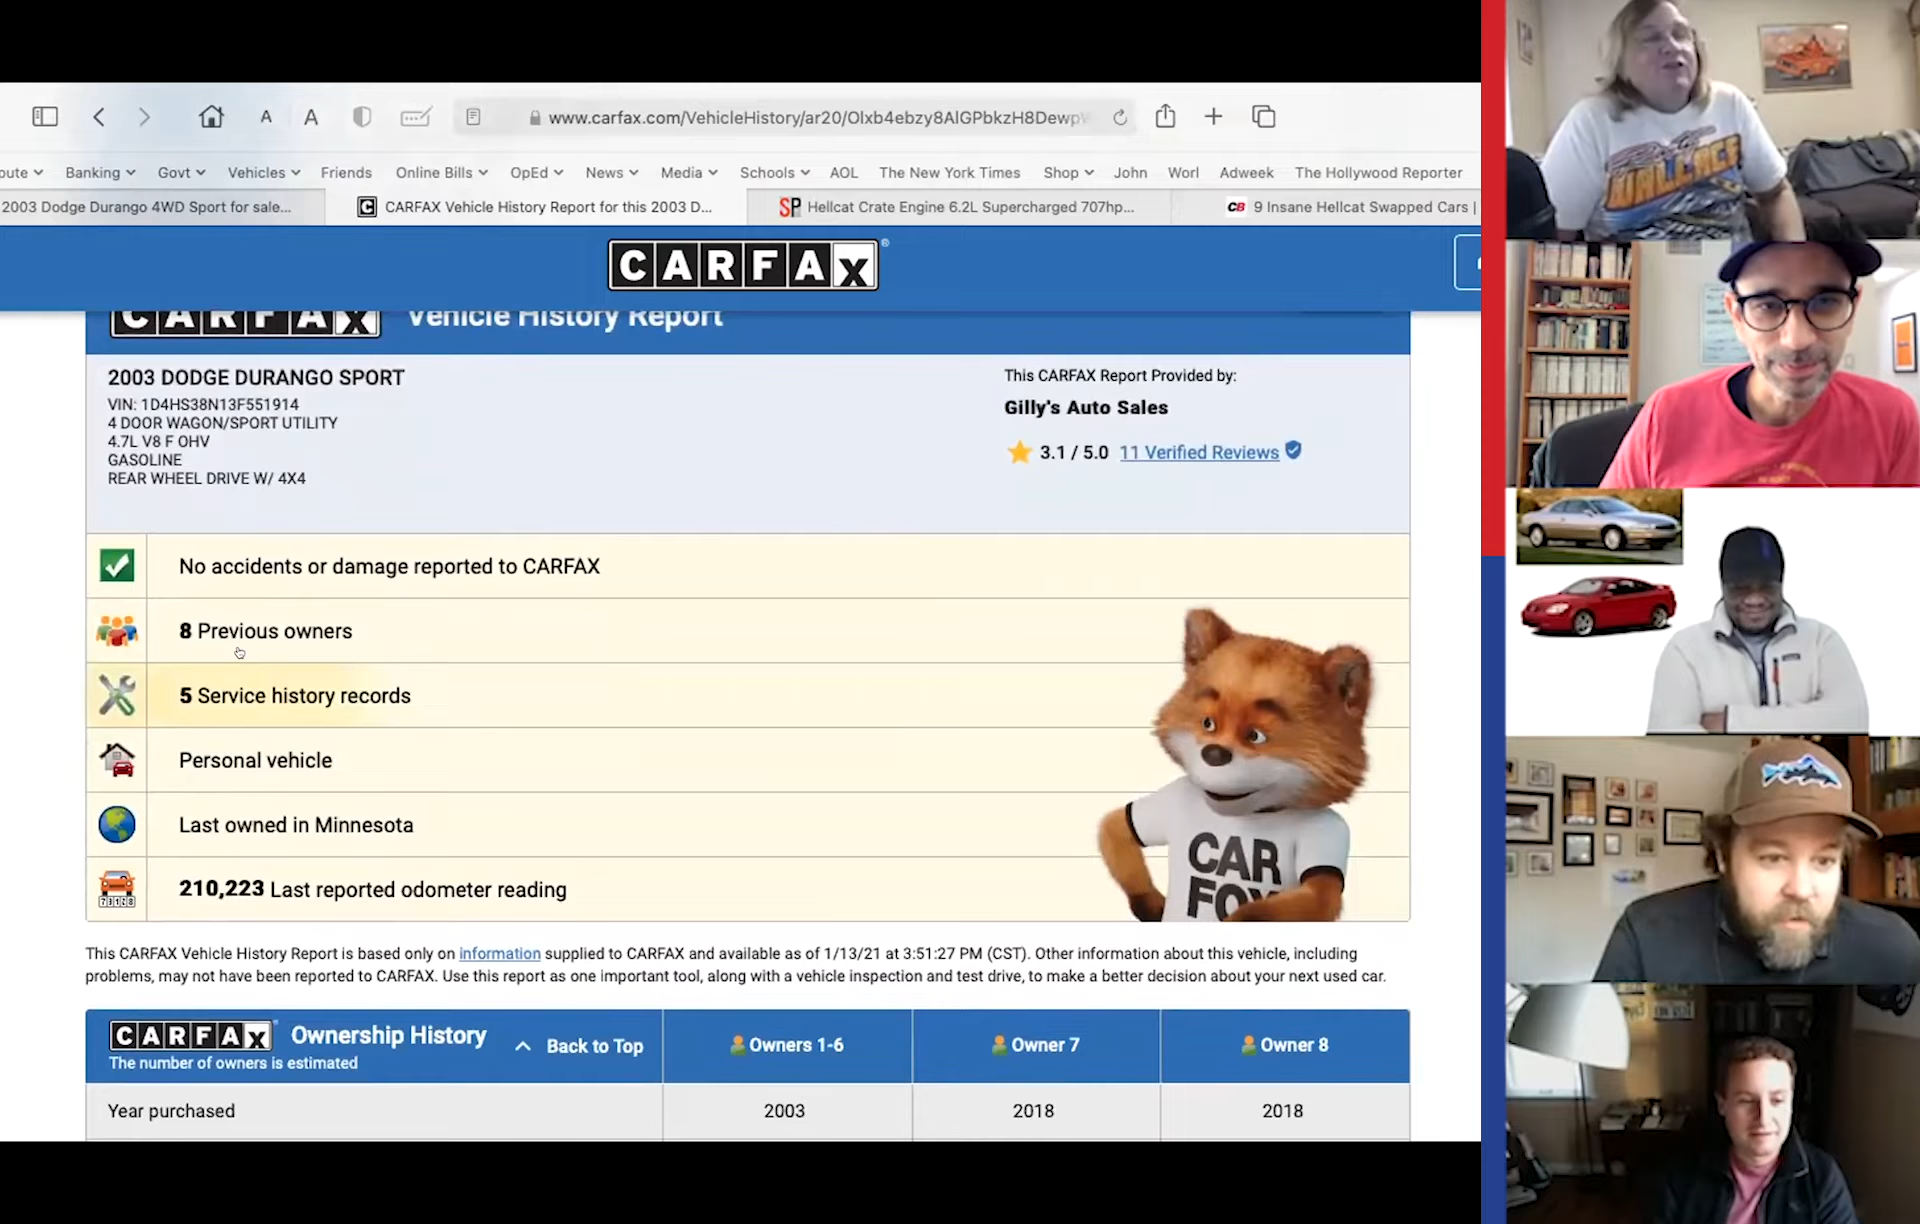 www.carfax.com/VehicleHistory/ar20/Olxb4ebzy8AlGPbkzH8Dewp
Banking Govt Vehicles Friends Online Bills OpEd News Media Schools AOL The New York Times Shop John Worl Adweek The Hollywood Reporter
2003 Dodge Durango 4WD Sport for sale...
CARFAX Vehicle History Report for this 2003 D...
SP Hellcat Crate Engine 6.2L Supercharged 707hp...
CB 9 Insane Hellcat Swapped Cars |
CARFAX®
CARFAX Vehicle History Report
2003 DODGE DURANGO SPORT
VIN: 1D4HS38N13F551914
4 DOOR WAGON/SPORT UTILITY
4.7L V8 F OHV
GASOLINE
REAR WHEEL DRIVE W/ 4X4
This CARFAX Report Provided by:
Gilly's Auto Sales
3.1 / 5.0 11 Verified Reviews
No accidents or damage reported to CARFAX
8 Previous owners
5 Service history records
Personal vehicle
Last owned in Minnesota
210,223 Last reported odometer reading
CAR
FOX
This CARFAX Vehicle History Report is based only on information supplied to CARFAX and available as of 1/13/21 at 3:51:27 PM (CST). Other information about this vehicle, including
problems, may not have been reported to CARFAX. Use this report as one important tool, along with a vehicle inspection and test drive, to make a better decision about your next used car.
CARFAX Ownership History
The number of owners is estimated
Back to Top
Owners 1-6
Owner 7
Owner 8
Year purchased 2003 2018 2018
WALLACE